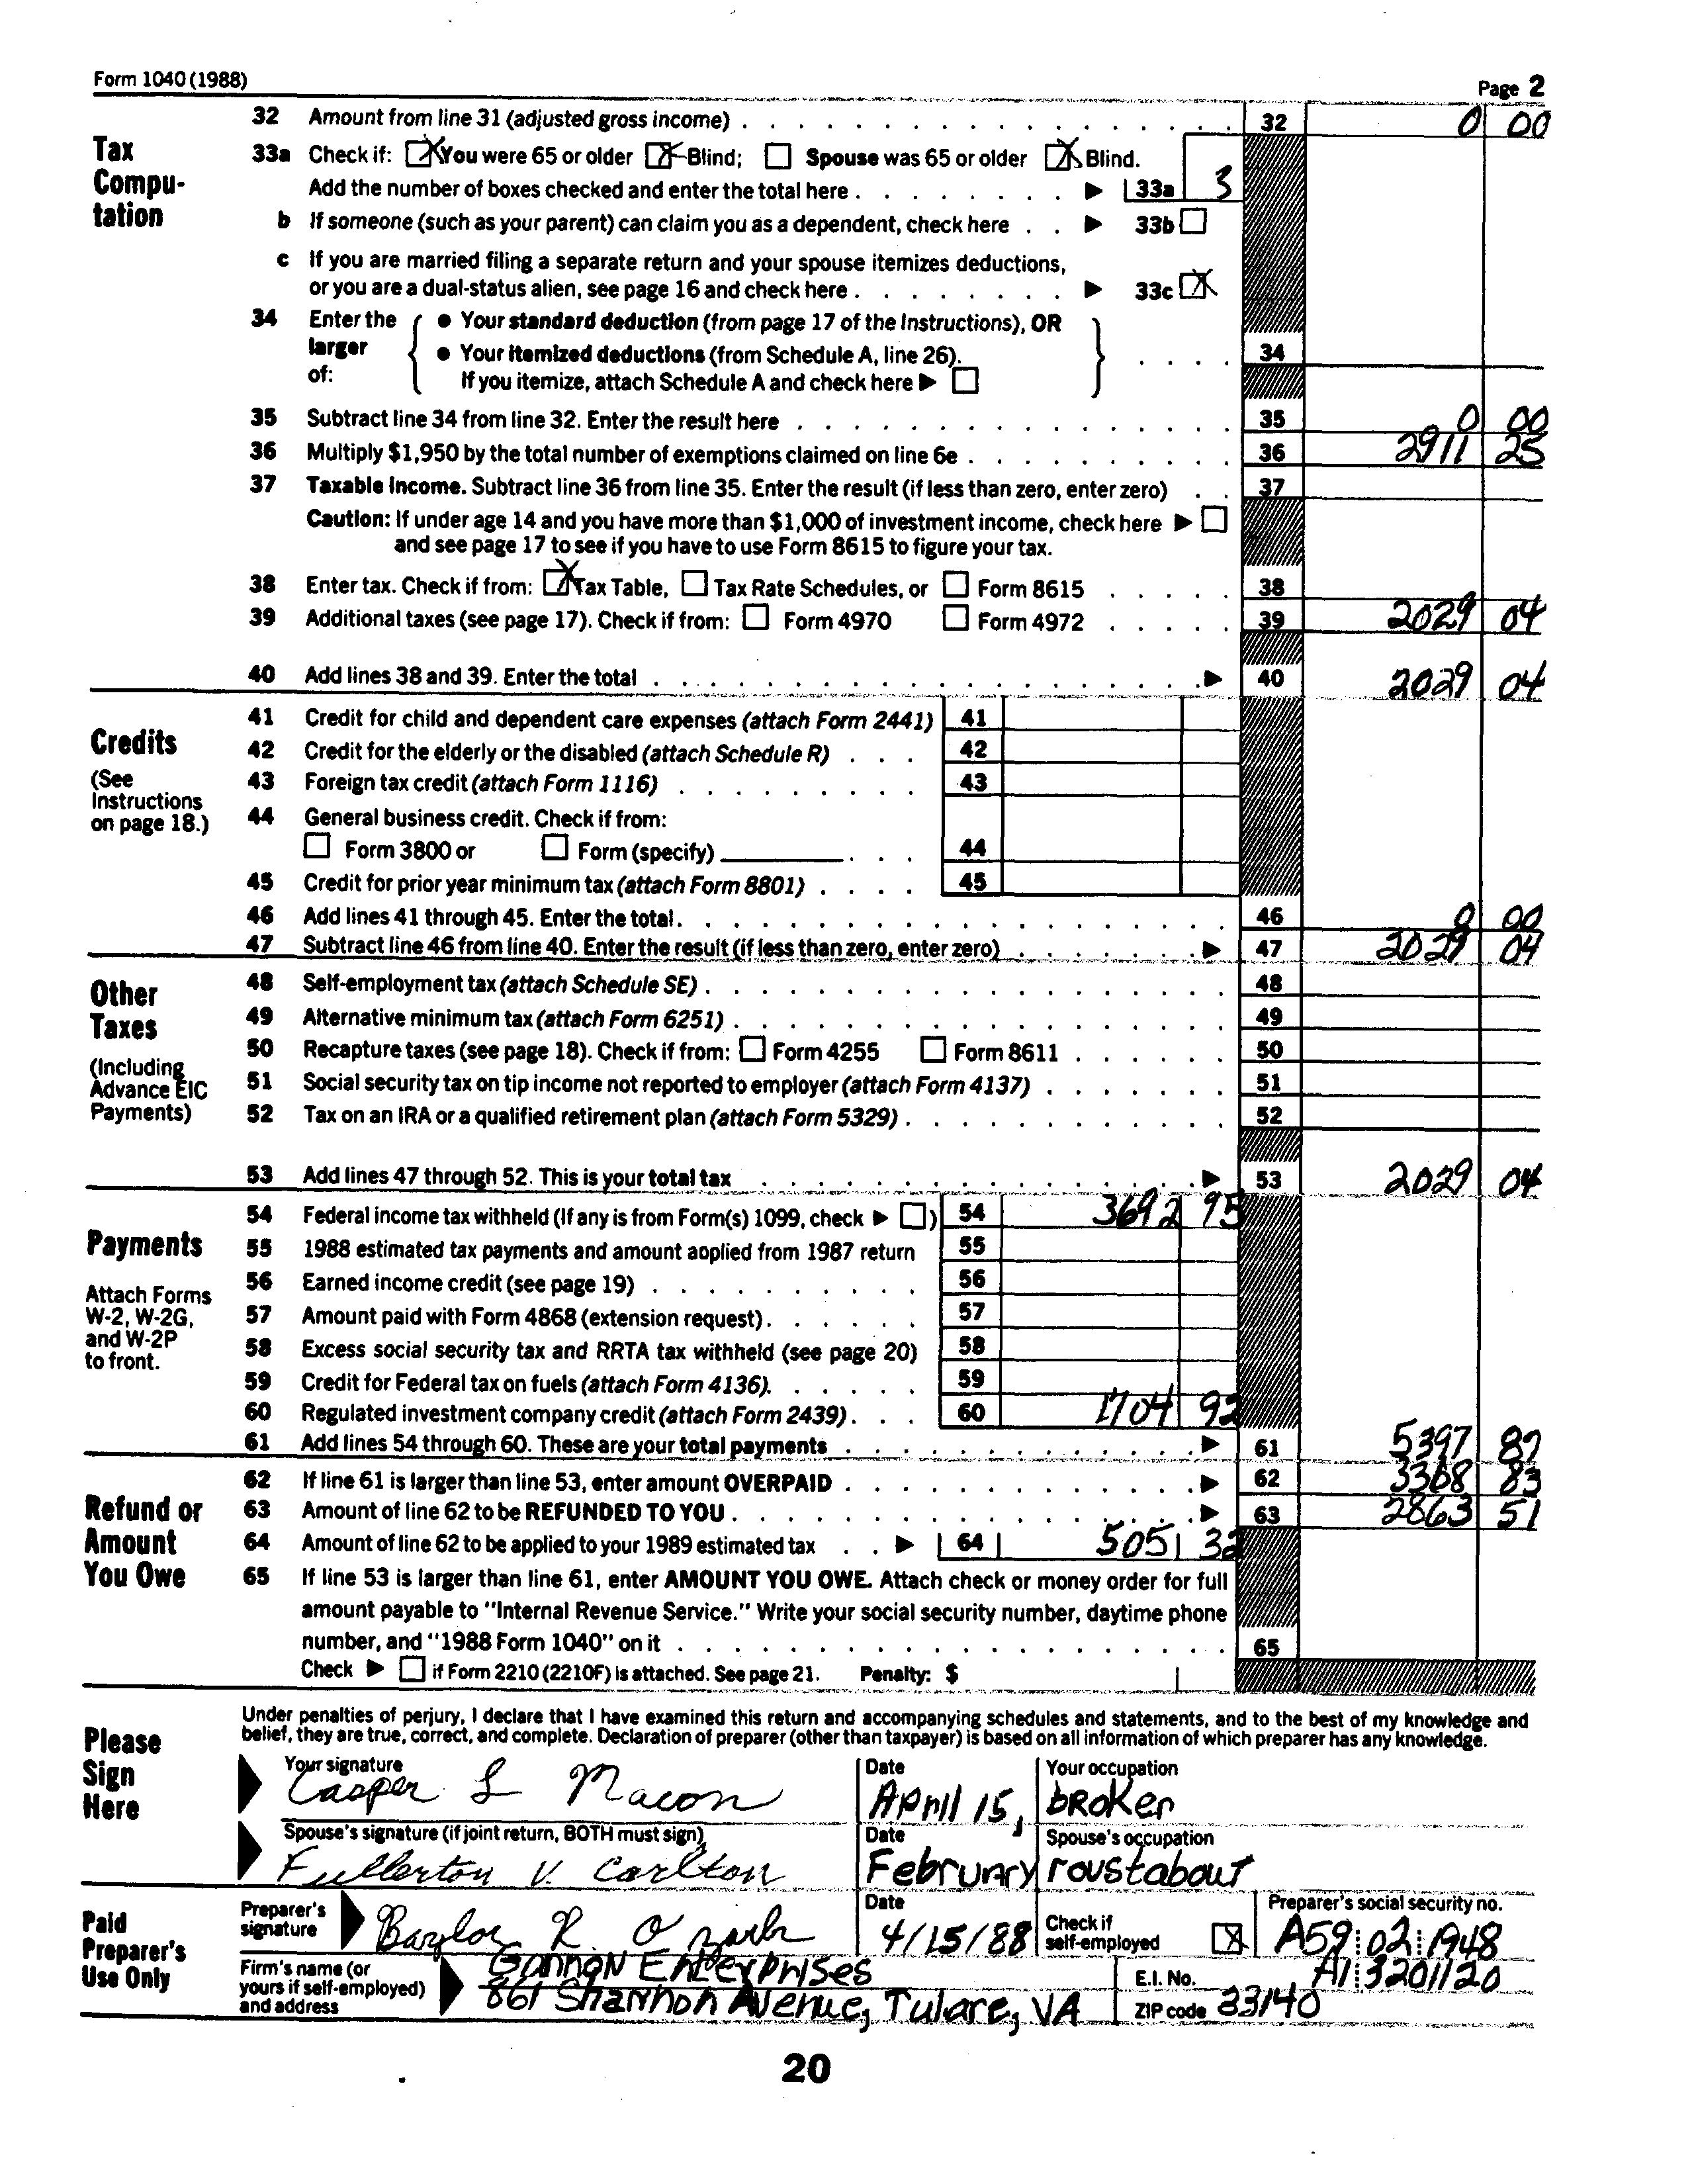 Form 1040 (1988)
Page 2
Tax Computation
32 Amount from line 31 (adjusted gross income) 32 0 00
33a Check if: [X] You were 65 or older [X] Blind; [ ] Spouse was 65 or older [X] Blind.
Add the number of boxes checked and enter the total here ▶ 33a 3
b If someone (such as your parent) can claim you as a dependent, check here ▶ 33b [ ]
c If you are married filing a separate return and your spouse itemizes deductions,
or you are a dual-status alien, see page 16 and check here ▶ 33c [X]
34 Enter the larger of:
● Your standard deduction (from page 17 of the Instructions), OR
● Your itemized deductions (from Schedule A, line 26). 34
If you itemize, attach Schedule A and check here ▶ [ ]
35 Subtract line 34 from line 32. Enter the result here 35 0 00
36 Multiply $1,950 by the total number of exemptions claimed on line 6e 36 2911 25
37 Taxable income. Subtract line 36 from line 35. Enter the result (if less than zero, enter zero) 37
Caution: If under age 14 and you have more than $1,000 of investment income, check here ▶ [ ]
and see page 17 to see if you have to use Form 8615 to figure your tax.
38 Enter tax. Check if from: [X] Tax Table, [ ] Tax Rate Schedules, or [ ] Form 8615 38
39 Additional taxes (see page 17). Check if from: [ ] Form 4970 [ ] Form 4972 39 2029 04
40 Add lines 38 and 39. Enter the total ▶ 40 2029 04
Credits
(See Instructions on page 18.)
41 Credit for child and dependent care expenses (attach Form 2441) 41
42 Credit for the elderly or the disabled (attach Schedule R) 42
43 Foreign tax credit (attach Form 1116) 43
44 General business credit. Check if from:
[ ] Form 3800 or [ ] Form (specify) 44
45 Credit for prior year minimum tax (attach Form 8801) 45
46 Add lines 41 through 45. Enter the total. 46 0 00
47 Subtract line 46 from line 40. Enter the result (if less than zero, enter zero) ▶ 47 2029 04
Other Taxes
(Including Advance EIC Payments)
48 Self-employment tax (attach Schedule SE) 48
49 Alternative minimum tax (attach Form 6251) 49
50 Recapture taxes (see page 18). Check if from: [ ] Form 4255 [ ] Form 8611 50
51 Social security tax on tip income not reported to employer (attach Form 4137) 51
52 Tax on an IRA or a qualified retirement plan (attach Form 5329) 52
53 Add lines 47 through 52. This is your total tax ▶ 53 2029 04
Payments
Attach Forms W-2, W-2G, and W-2P to front.
54 Federal income tax withheld (If any is from Form(s) 1099, check ▶ [ ]) 54 3692 95
55 1988 estimated tax payments and amount applied from 1987 return 55
56 Earned income credit (see page 19) 56
57 Amount paid with Form 4868 (extension request) 57
58 Excess social security tax and RRTA tax withheld (see page 20) 58
59 Credit for Federal tax on fuels (attach Form 4136) 59
60 Regulated investment company credit (attach Form 2439) 60 1704 92
61 Add lines 54 through 60. These are your total payments ▶ 61 5397 87
Refund or Amount You Owe
62 If line 61 is larger than line 53, enter amount OVERPAID ▶ 62 3368 83
63 Amount of line 62 to be REFUNDED TO YOU ▶ 63 2863 51
64 Amount of line 62 to be applied to your 1989 estimated tax ▶ 64 505 32
65 If line 53 is larger than line 61, enter AMOUNT YOU OWE. Attach check or money order for full
amount payable to "Internal Revenue Service." Write your social security number, daytime phone
number, and "1988 Form 1040" on it 65
Check ▶ [ ] if Form 2210 (2210F) is attached. See page 21. Penalty: $
Please Sign Here
Under penalties of perjury, I declare that I have examined this return and accompanying schedules and statements, and to the best of my knowledge and
belief, they are true, correct, and complete. Declaration of preparer (other than taxpayer) is based on all information of which preparer has any knowledge.
Your signature Date Your occupation
Casper L Macon April 15, broker
Spouse's signature (if joint return, BOTH must sign) Date Spouse's occupation
Fullerton V. Carlton February roustabout
Paid Preparer's Use Only
Preparer's signature Date Check if self-employed [X] Preparer's social security no.
Baylor R. 4/15/88 A59 02 1948
Firm's name (or yours if self-employed) and address
Gannon Enterprises E.I. No. A1 3201120
861 Shannon Avenue, Tulare, VA ZIP code 33140
20